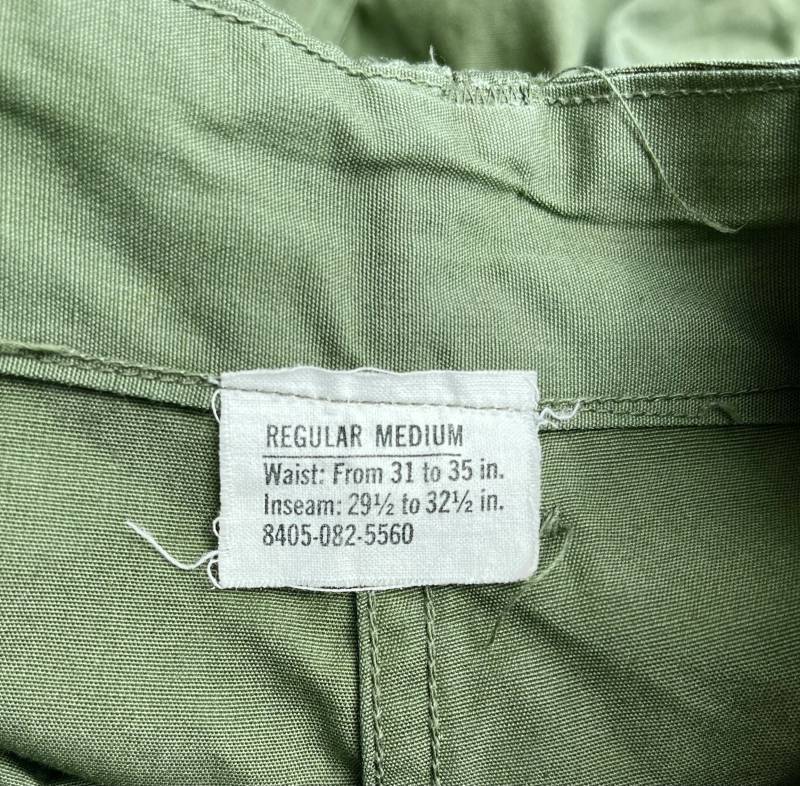 REGULAR MEDIUM
Waist: From 31 to 35 in.
Inseam: 29½ to 32½ in.
8405-082-5560